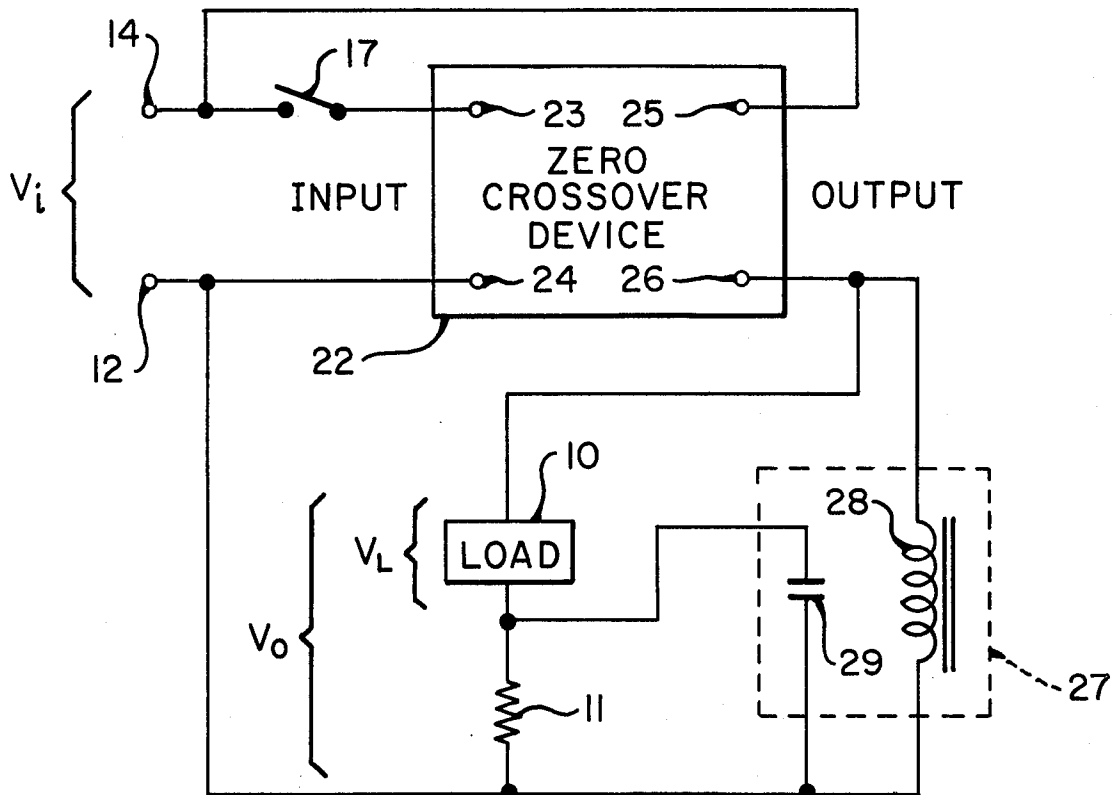 14
17
23 25
Vi
INPUT
ZERO
CROSSOVER
DEVICE
OUTPUT
24 26
12
22
10
28
VL
LOAD
VO
29
27
11